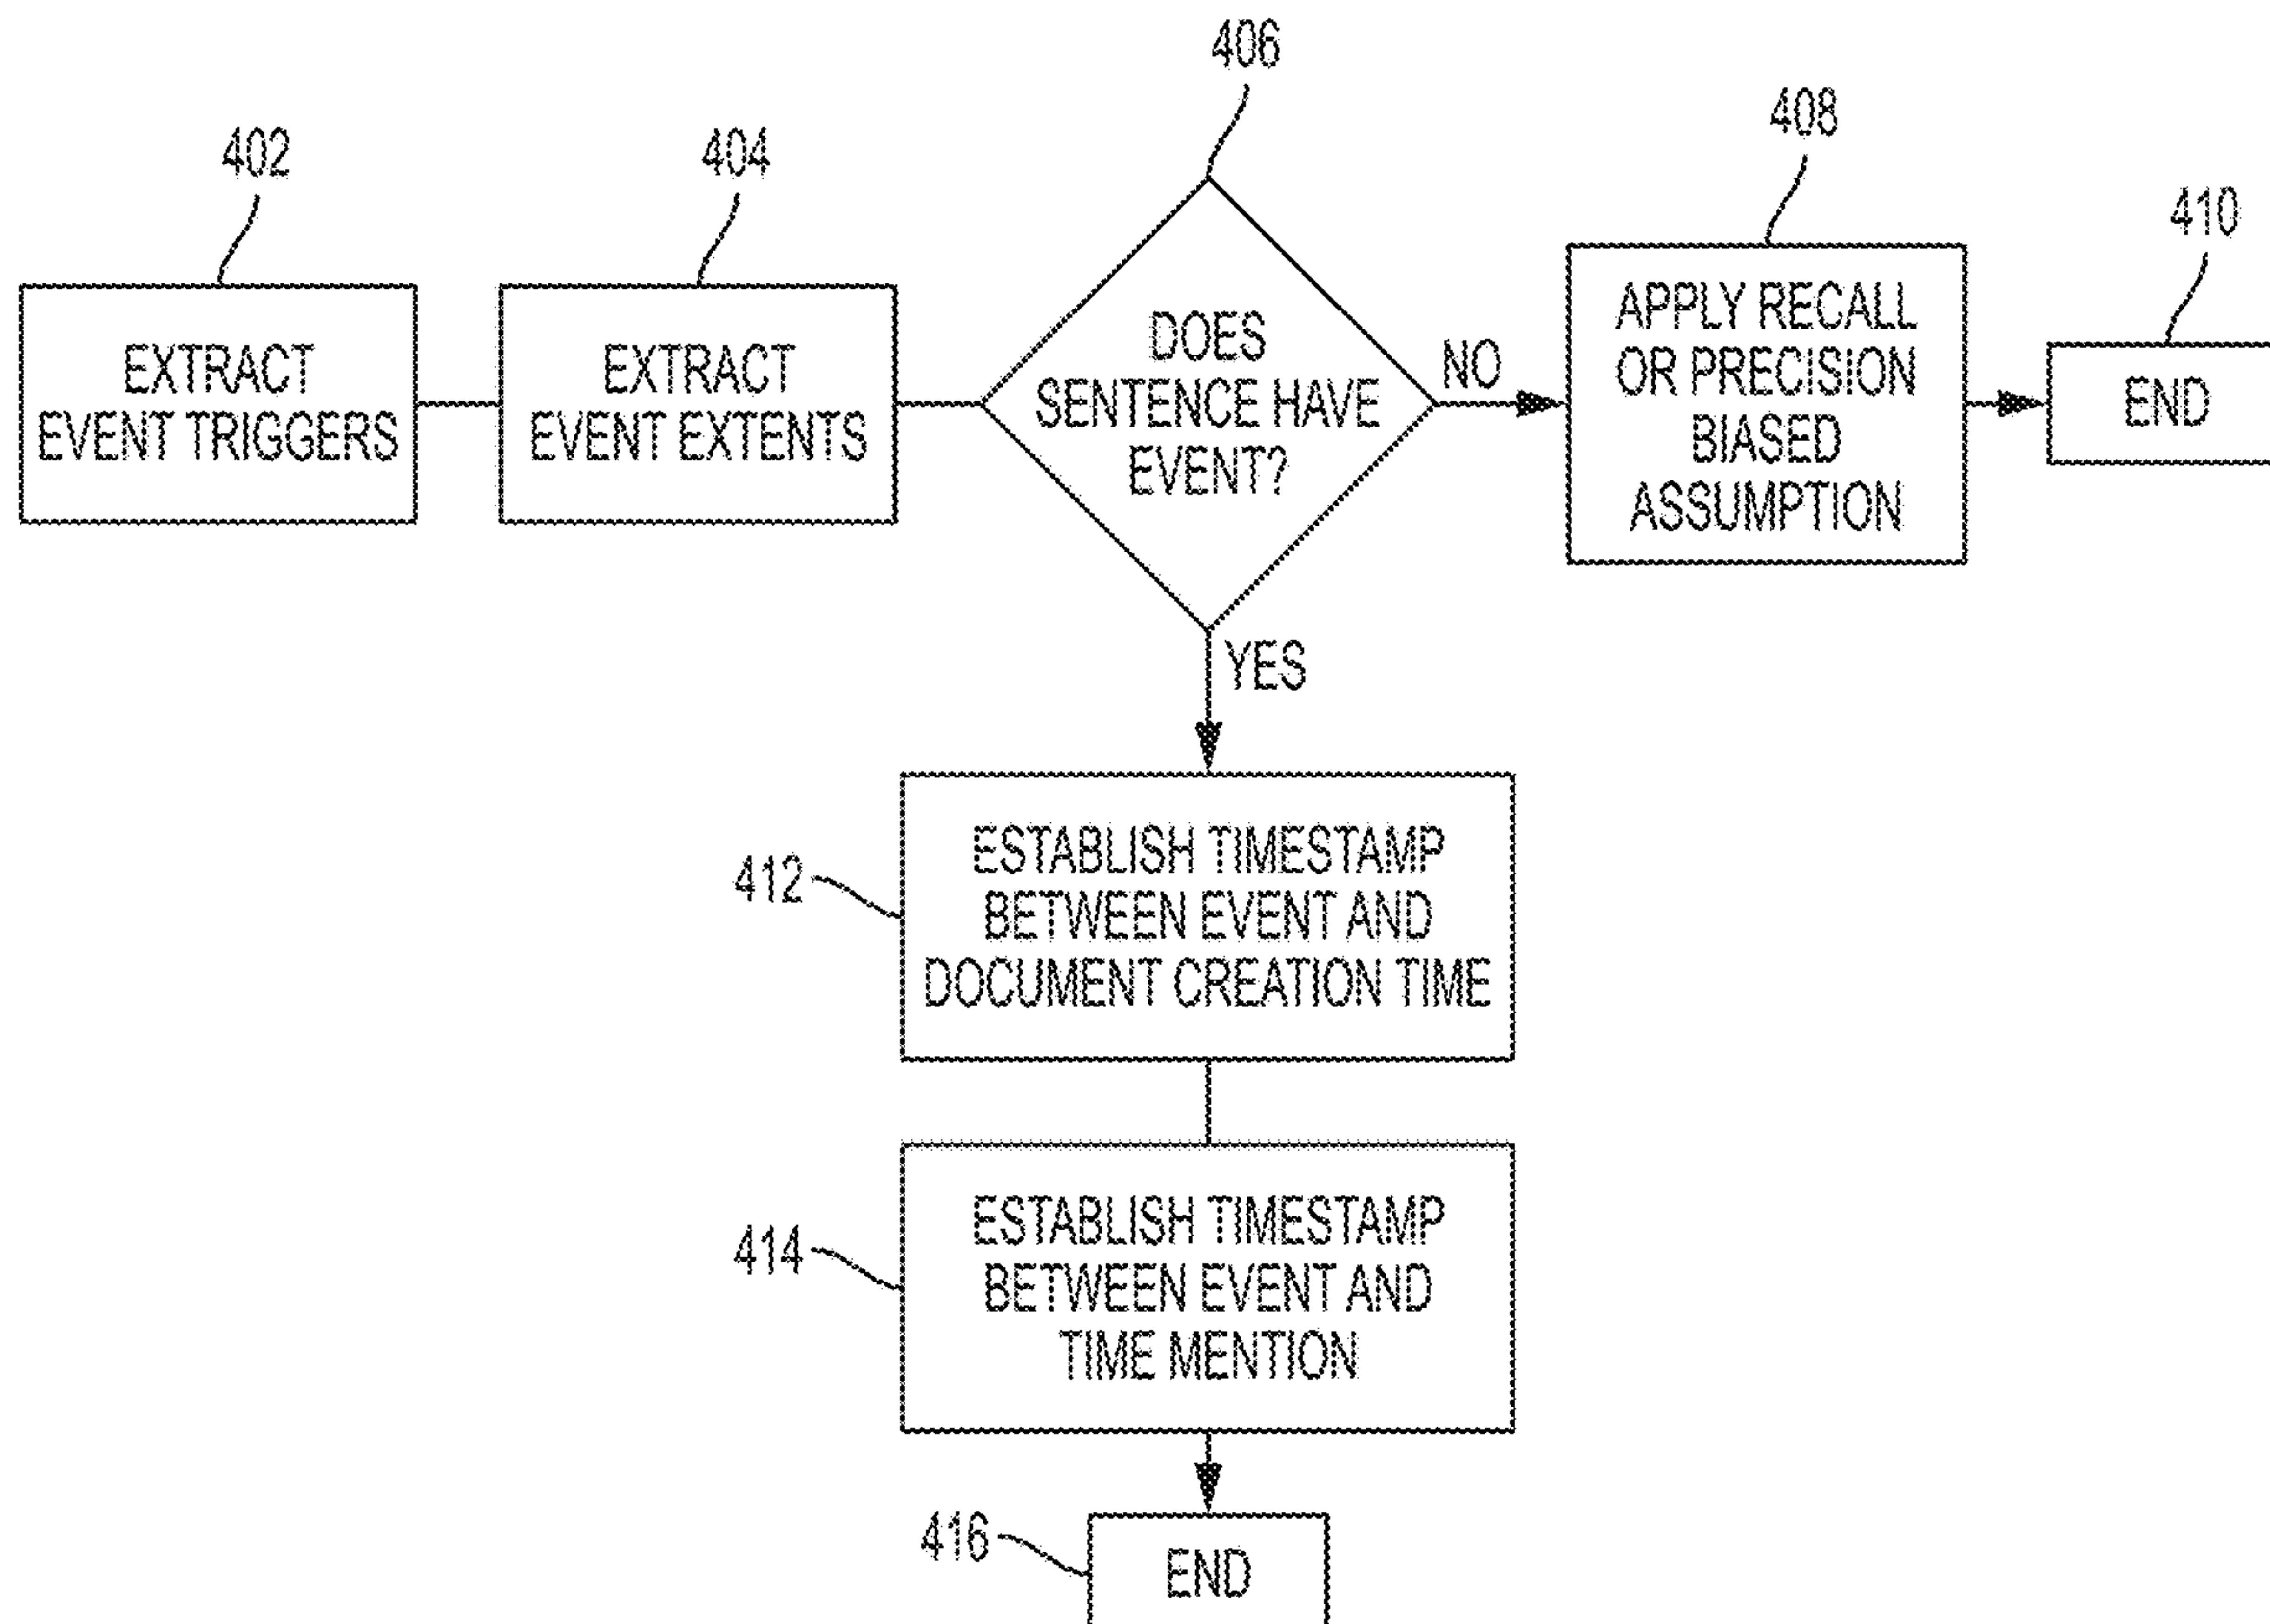 406
408
402
404
410
EXTRACT
EVENT TRIGGERS
EXTRACT
EVENT EXTENTS
DOES
SENTENCE HAVE
EVENT?
NO
APPLY RECALL
OR PRECISION
BIASED
ASSUMPTION
END
YES
412
ESTABLISH TIMESTAMP
BETWEEN EVENT AND
DOCUMENT CREATION TIME
414
ESTABLISH TIMESTAMP
BETWEEN EVENT AND
TIME MENTION
416
END